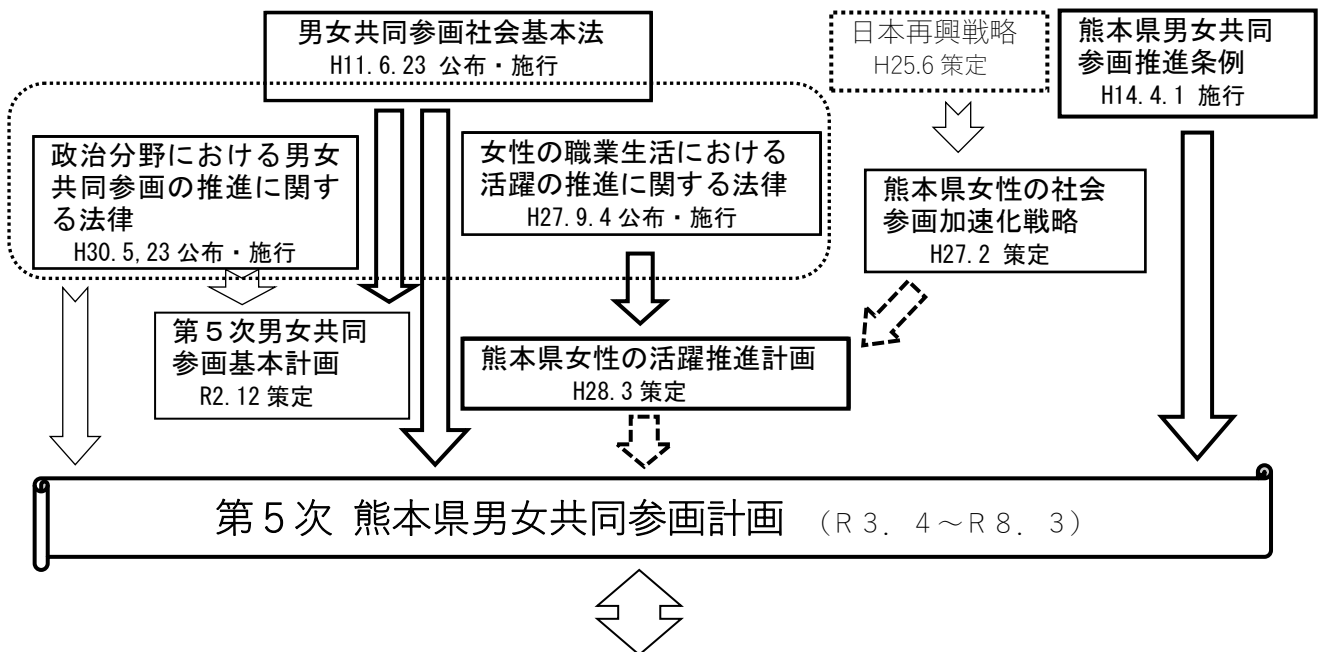 男女共同参画社会基本法
H11.6.23 公布・施行
日本再興戦略
H25.6 策定
熊本県男女共同
参画推進条例
H14.4.1 施行
政治分野における男女
共同参画の推進に関す
る法律
H30.5,23 公布・施行
女性の職業生活における
活躍の推進に関する法律
H27.9.4 公布・施行
熊本県女性の社会
参画加速化戦略
H27.2 策定
第５次男女共同
参画基本計画
R2.12 策定
熊本県女性の活躍推進計画
H28.3 策定
第５次 熊本県男女共同参画計画 （Ｒ３．４～Ｒ８．３）